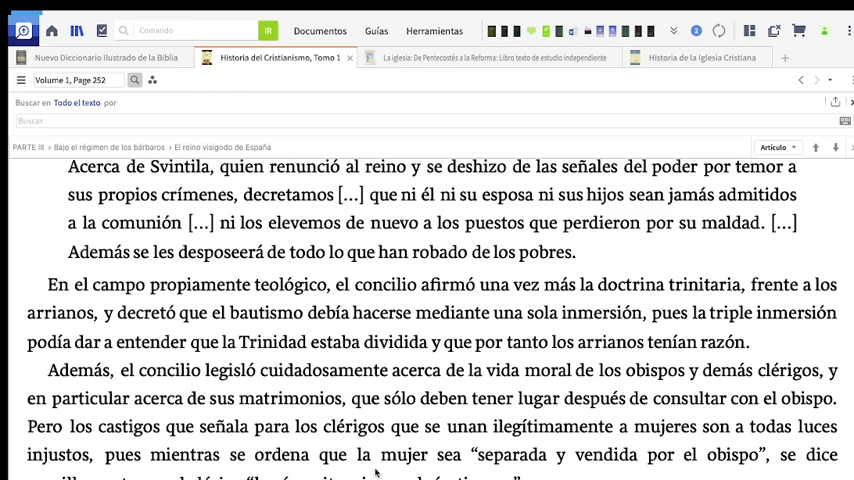 Comando
IR
Documentos
Guías
Herramientas
2
Nuevo Diccionario Ilustrado de la Biblia
Historia del Cristianismo, Tomo 1
La iglesia: De Pentecostés a la Reforma: Libro texto de estudio independiente
Historia de la Iglesia Cristiana
Volume 1, Page 252
Buscar en Todo el texto por
Buscar
PARTE III › Bajo el régimen de los bárbaros › El reino visigodo de España
Artículo
Acerca de Svintila, quien renunció al reino y se deshizo de las señales del poder por temor a
sus propios crímenes, decretamos [...] que ni él ni su esposa ni sus hijos sean jamás admitidos
a la comunión [...] ni los elevemos de nuevo a los puestos que perdieron por su maldad. [...]
Además se les desposeerá de todo lo que han robado de los pobres.
En el campo propiamente teológico, el concilio afirmó una vez más la doctrina trinitaria, frente a los
arrianos, y decretó que el bautismo debía hacerse mediante una sola inmersión, pues la triple inmersión
podía dar a entender que la Trinidad estaba dividida y que por tanto los arrianos tenían razón.
Además, el concilio legisló cuidadosamente acerca de la vida moral de los obispos y demás clérigos, y
en particular acerca de sus matrimonios, que sólo deben tener lugar después de consultar con el obispo.
Pero los castigos que señala para los clérigos que se unan ilegítimamente a mujeres son a todas luces
injustos, pues mientras se ordena que la mujer sea “separada y vendida por el obispo”, se dice